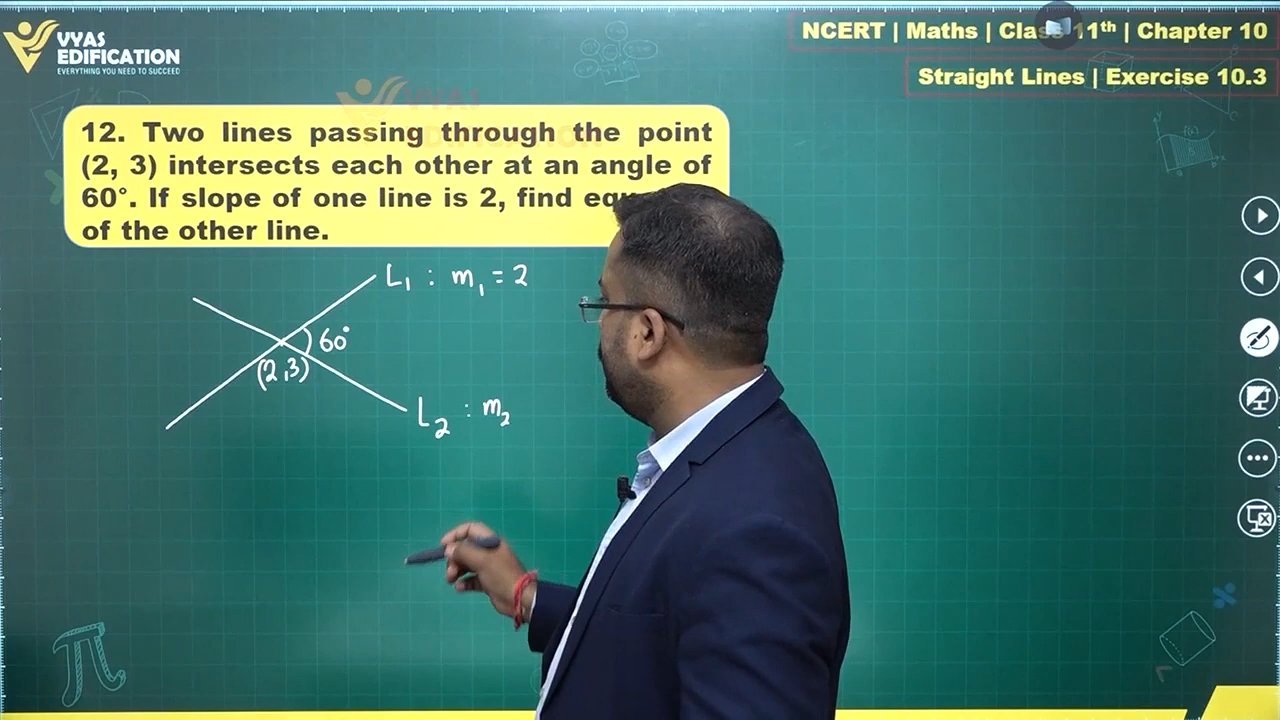 VYAS
EDIFICATION
EVERYTHING YOU NEED TO SUCCEED
NCERT | Maths | Class 11th | Chapter 10
Straight Lines | Exercise 10.3
VYAS
EDIFICATION
12. Two lines passing through the point
(2, 3) intersects each other at an angle of
60°. If slope of one line is 2, find
of the other line.
L₁ : m₁ = 2
60°
(2,3)
L₂ : m₂
π